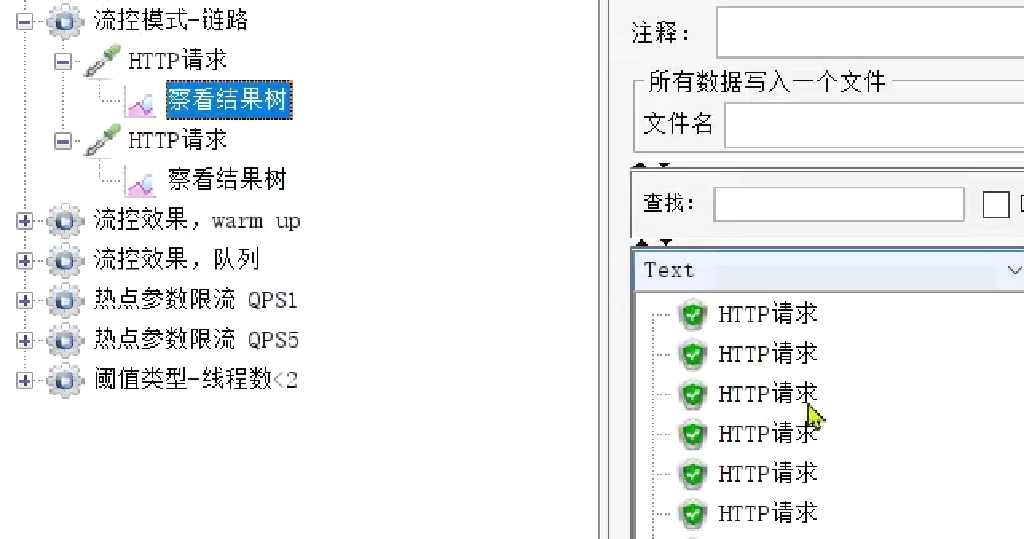 流控模式-链路
HTTP请求
察看结果树
HTTP请求
察看结果树
流控效果，warm up
流控效果，队列
热点参数限流 QPS1
热点参数限流 QPS5
阈值类型-线程数<2
注释：
所有数据写入一个文件
文件名
查找：
Text
HTTP请求
HTTP请求
HTTP请求
HTTP请求
HTTP请求
HTTP请求